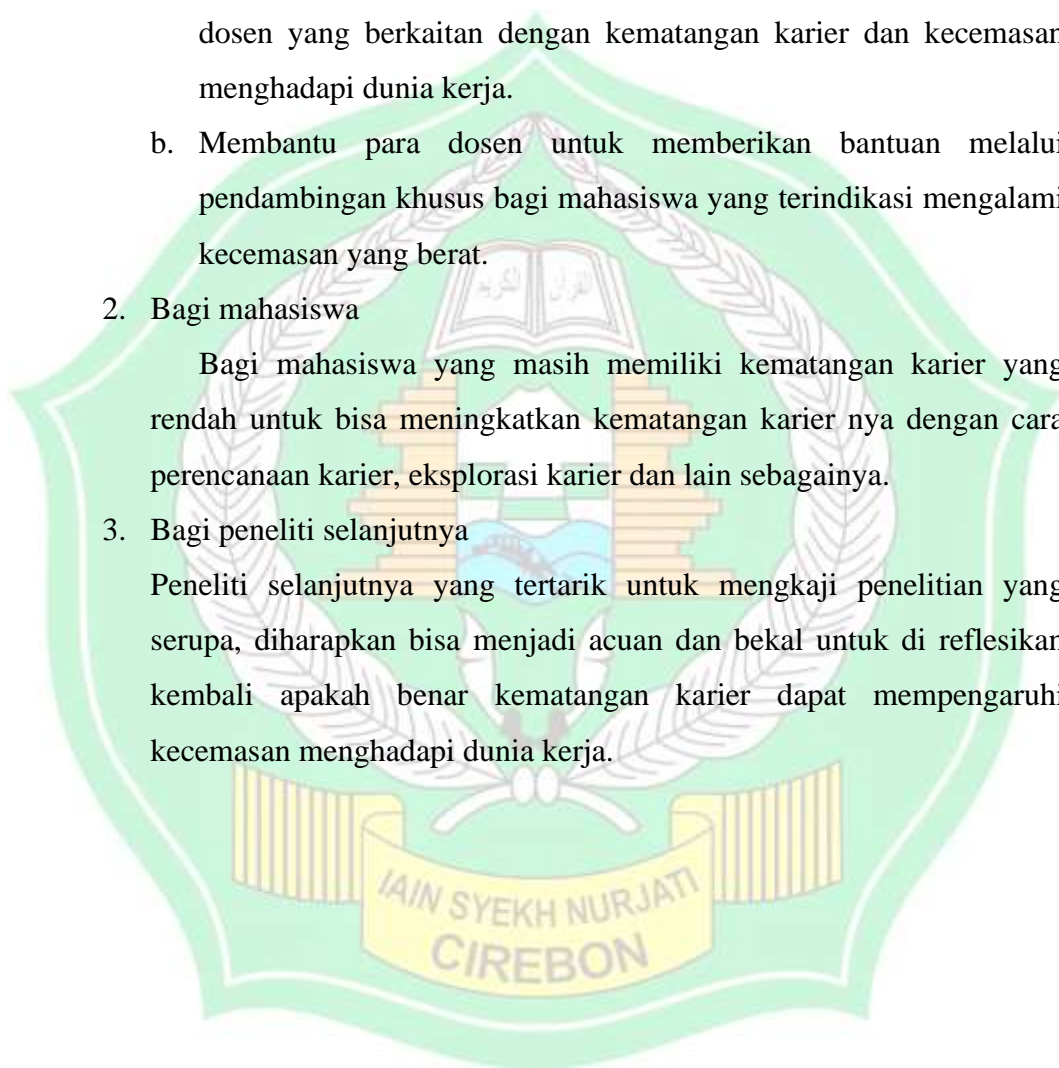 dosen yang berkaitan dengan kematangan karier dan kecemasan
menghadapi dunia kerja.
b. Membantu para dosen untuk memberikan bantuan melalui
pendambingan khusus bagi mahasiswa yang terindikasi mengalami
kecemasan yang berat.
2. Bagi mahasiswa
Bagi mahasiswa yang masih memiliki kematangan karier yang
rendah untuk bisa meningkatkan kematangan karier nya dengan cara
perencanaan karier, eksplorasi karier dan lain sebagainya.
3. Bagi peneliti selanjutnya
Peneliti selanjutnya yang tertarik untuk mengkaji penelitian yang
serupa, diharapkan bisa menjadi acuan dan bekal untuk di reflesikan
kembali apakah benar kematangan karier dapat mempengaruhi
kecemasan menghadapi dunia kerja.
IAIN SYEKH NURJATI
CIREBON